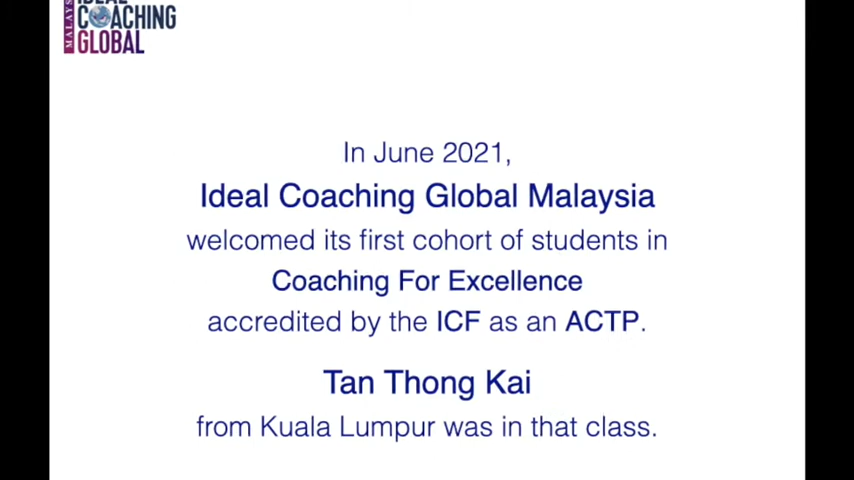 MALAYS
IDEAL
COACHING
GLOBAL
In June 2021,
Ideal Coaching Global Malaysia
welcomed its first cohort of students in
Coaching For Excellence
accredited by the ICF as an ACTP.
Tan Thong Kai
from Kuala Lumpur was in that class.